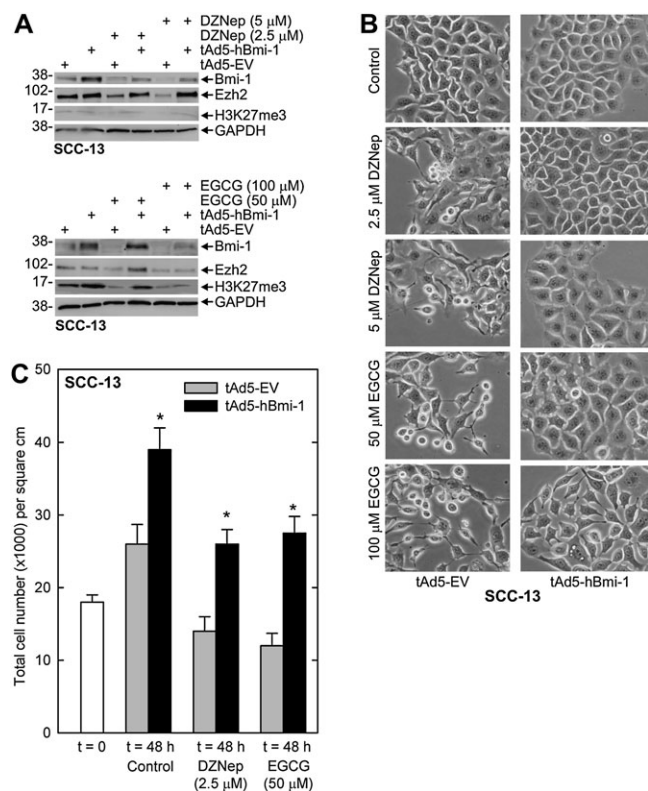 A
+ + DZNep (5 µM)
+ + DZNep (2.5 µM)
+ + + tAd5-hBmi-1
+ + + tAd5-EV
38- Bmi-1
102- Ezh2
17- H3K27me3
38- GAPDH
SCC-13
+ + EGCG (100 µM)
+ + EGCG (50 µM)
+ + + tAd5-hBmi-1
+ + + tAd5-EV
38- Bmi-1
102- Ezh2
17- H3K27me3
38- GAPDH
SCC-13
B
Control
2.5 µM DZNep
5 µM DZNep
50 µM EGCG
100 µM EGCG
tAd5-EV tAd5-hBmi-1
SCC-13
C
SCC-13
tAd5-EV
tAd5-hBmi-1
Total cell number (x1000) per square cm
50
40
30
20
10
0
* * *
t = 0 t = 48 h t = 48 h t = 48 h
Control DZNep EGCG
(2.5 µM) (50 µM)